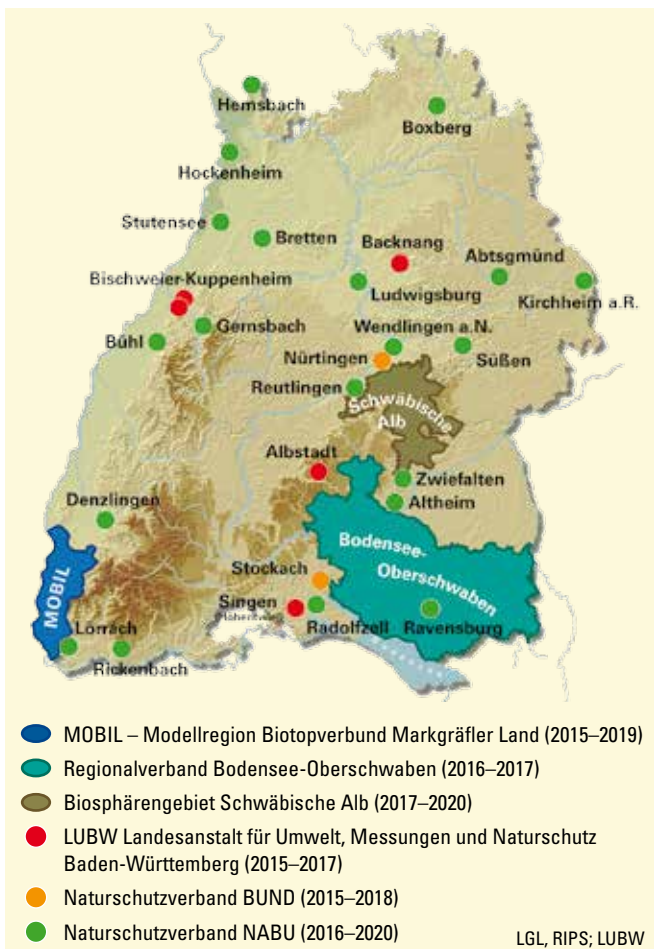 Hemsbach
Boxberg
Hockenheim
Stutensee
Bretten
Backnang
Abtsgmünd
Bischweier-Kuppenheim
Ludwigsburg
Kirchheim a.R.
Gernsbach
Wendlingen a.N.
Bühl
Nürtingen
Süßen
Reutlingen
Schwäbische
Alb
Albstadt
Zwiefalten
Denzlingen
Altheim
Bodensee-
Oberschwaben
MOBIL
Stockach
Singen
Hohentwiel
Radolfzell
Ravensburg
Lörrach
Rickenbach
MOBIL – Modellregion Biotopverbund Markgräfler Land (2015–2019)
Regionalverband Bodensee-Oberschwaben (2016–2017)
Biosphärengebiet Schwäbische Alb (2017–2020)
LUBW Landesanstalt für Umwelt, Messungen und Naturschutz
Baden-Württemberg (2015–2017)
Naturschutzverband BUND (2015–2018)
Naturschutzverband NABU (2016–2020)
LGL, RIPS; LUBW